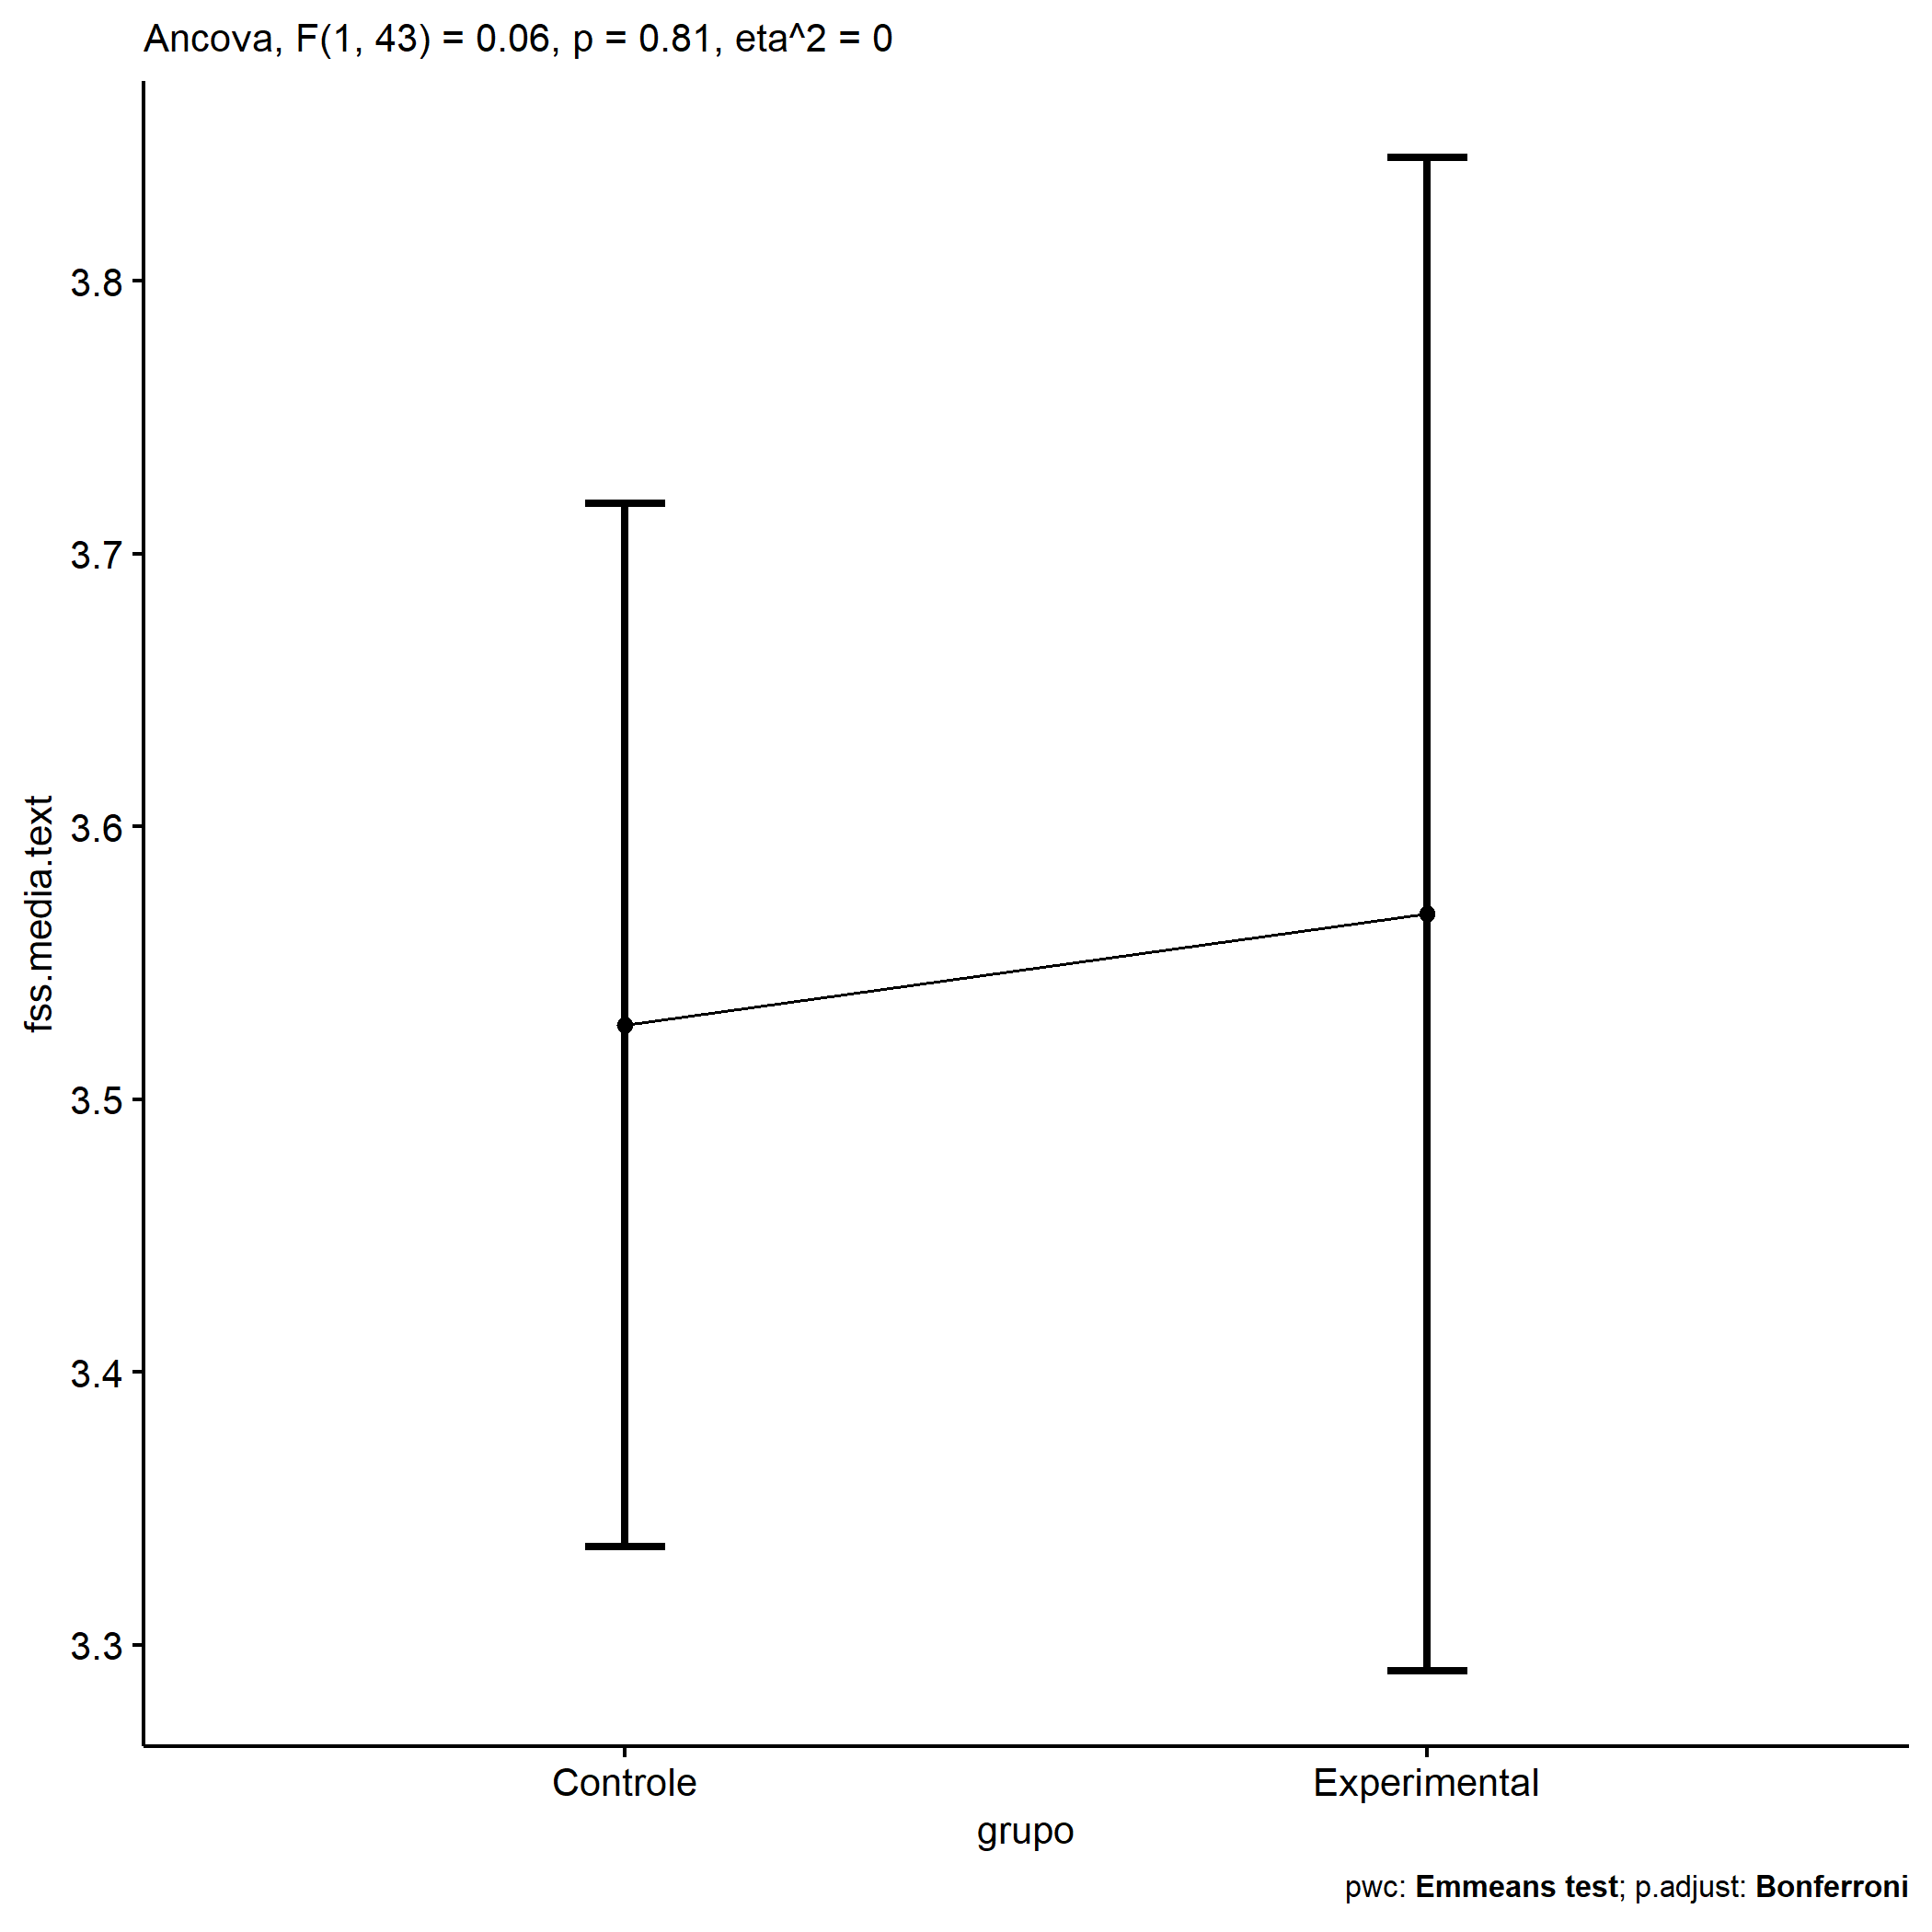 Ancova, F(1, 43) = 0.06, p = 0.81, eta^2 = 0
fss.media.text
3.8
3.7
3.6
3.5
3.4
3.3
Controle
Experimental
grupo
pwc: Emmeans test; p.adjust: Bonferroni